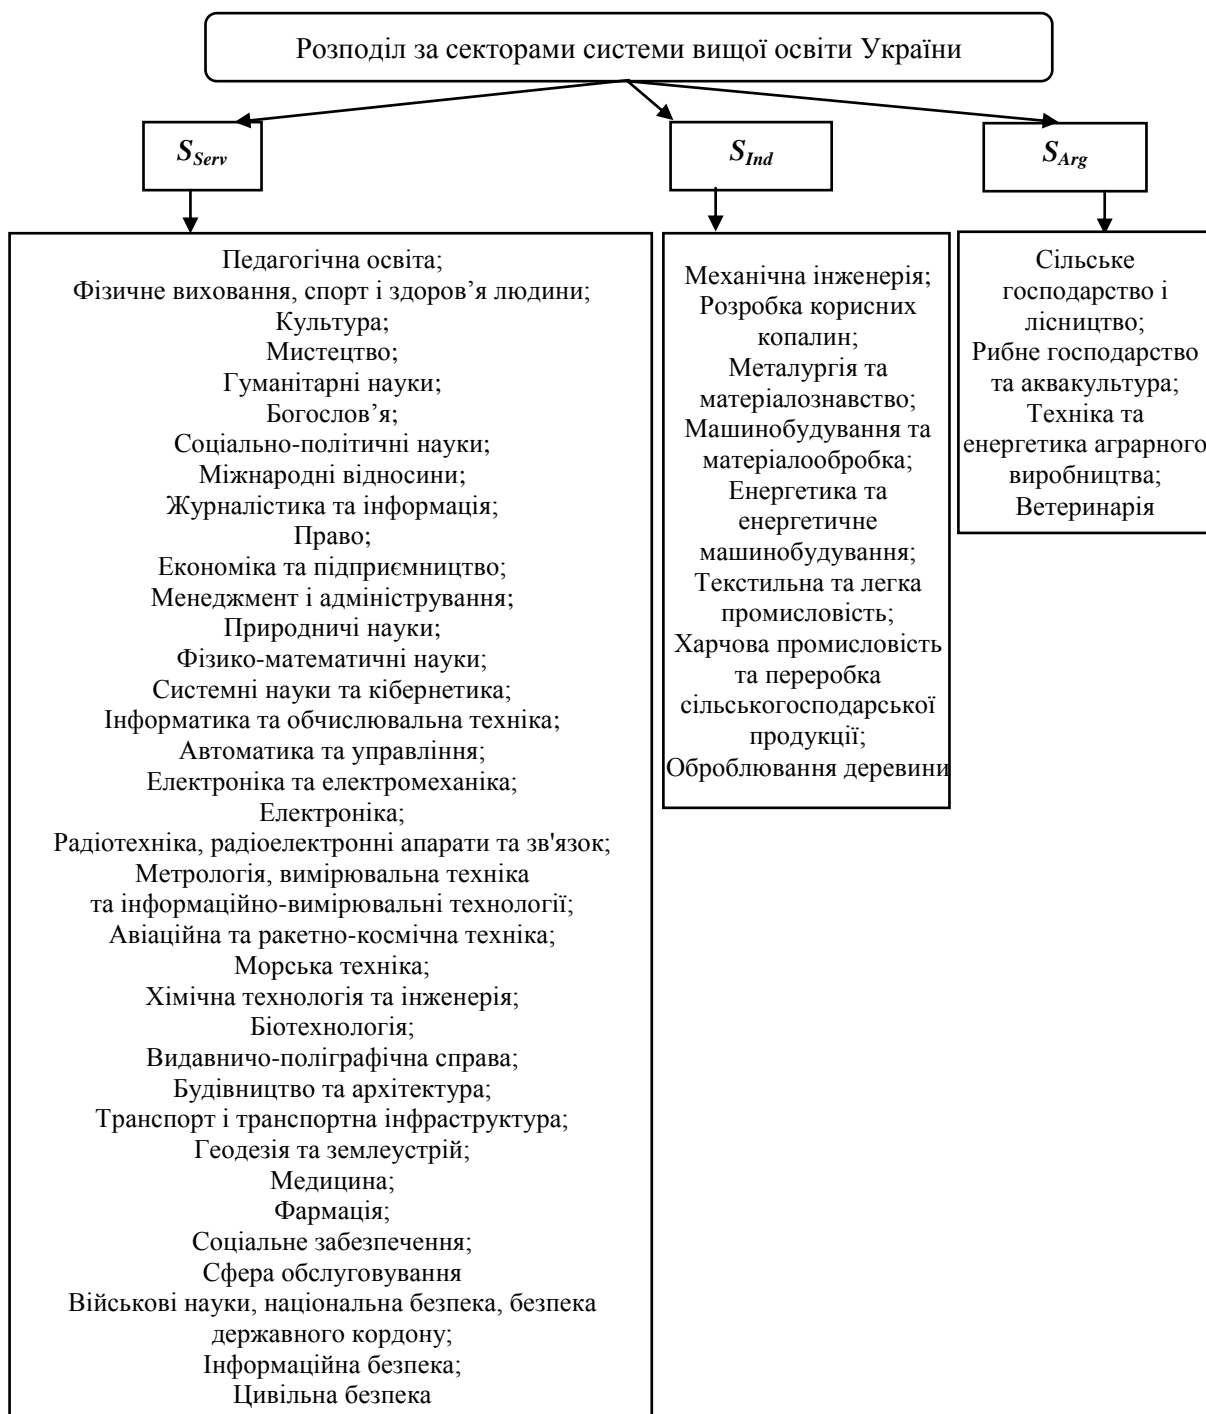 Розподіл за секторами системи вищої освіти України
S_Serv
S_Ind
S_Arg
Педагогічна освіта;
Фізичне виховання, спорт і здоров’я людини;
Культура;
Мистецтво;
Гуманітарні науки;
Богослов’я;
Соціально-політичні науки;
Міжнародні відносини;
Журналістика та інформація;
Право;
Економіка та підприємництво;
Менеджмент і адміністрування;
Природничі науки;
Фізико-математичні науки;
Системні науки та кібернетика;
Інформатика та обчислювальна техніка;
Автоматика та управління;
Електроніка та електромеханіка;
Електроніка;
Радіотехніка, радіоелектронні апарати та зв'язок;
Метрологія, вимірювальна техніка
та інформаційно-вимірювальні технології;
Авіаційна та ракетно-космічна техніка;
Морська техніка;
Хімічна технологія та інженерія;
Біотехнологія;
Видавничо-поліграфічна справа;
Будівництво та архітектура;
Транспорт і транспортна інфраструктура;
Геодезія та землеустрій;
Медицина;
Фармація;
Соціальне забезпечення;
Сфера обслуговування
Військові науки, національна безпека, безпека
державного кордону;
Інформаційна безпека;
Цивільна безпека
Механічна інженерія;
Розробка корисних
копалин;
Металургія та
матеріалознавство;
Машинобудування та
матеріалообробка;
Енергетика та
енергетичне
машинобудування;
Текстильна та легка
промисловість;
Харчова промисловість
та переробка
сільськогосподарської
продукції;
Оброблювання деревини
Сільське
господарство і
лісництво;
Рибне господарство
та аквакультура;
Техніка та
енергетика аграрного
виробництва;
Ветеринарія